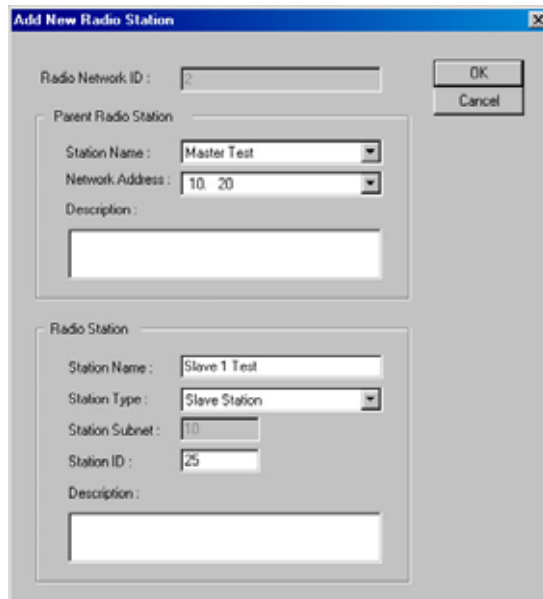 Add New Radio Station
Radio Network ID : 2
OK
Cancel
Parent Radio Station
Station Name : Master Test
Network Address : 10. 20
Description :
Radio Station
Station Name : Slave 1 Test
Station Type : Slave Station
Station Subnet : 10
Station ID : 25
Description :